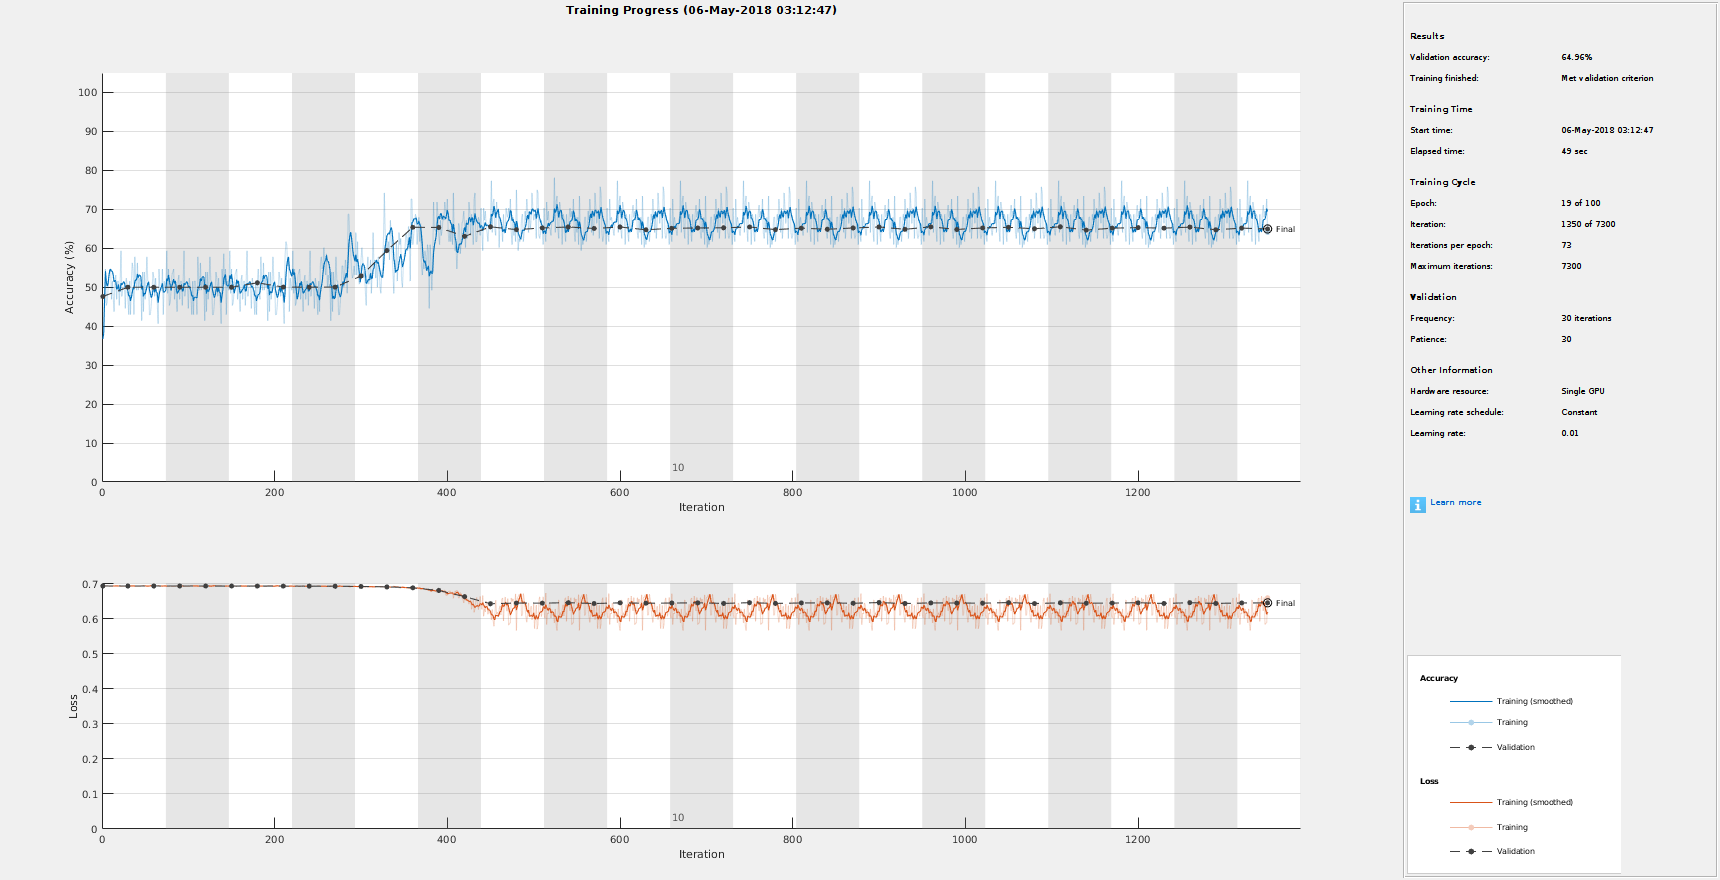 Training Progress (06-May-2018 03:12:47)
100
90
80
70
60
50
40
30
20
10
0
Accuracy (%)
Final
10
0
200
400
600
800
1000
1200
Iteration
0.7
0.6
0.5
0.4
0.3
0.2
0.1
0
Loss
Final
10
0
200
400
600
800
1000
1200
Iteration
Results
Validation accuracy: 64.96%
Training finished: Met validation criterion
Training Time
Start time: 06-May-2018 03:12:47
Elapsed time: 49 sec
Training Cycle
Epoch: 19 of 100
Iteration: 1350 of 7300
Iterations per epoch: 73
Maximum iterations: 7300
Validation
Frequency: 30 iterations
Patience: 30
Other Information
Hardware resource: Single GPU
Learning rate schedule: Constant
Learning rate: 0.01
i Learn more
Accuracy
Training (smoothed)
Training
Validation
Loss
Training (smoothed)
Training
Validation